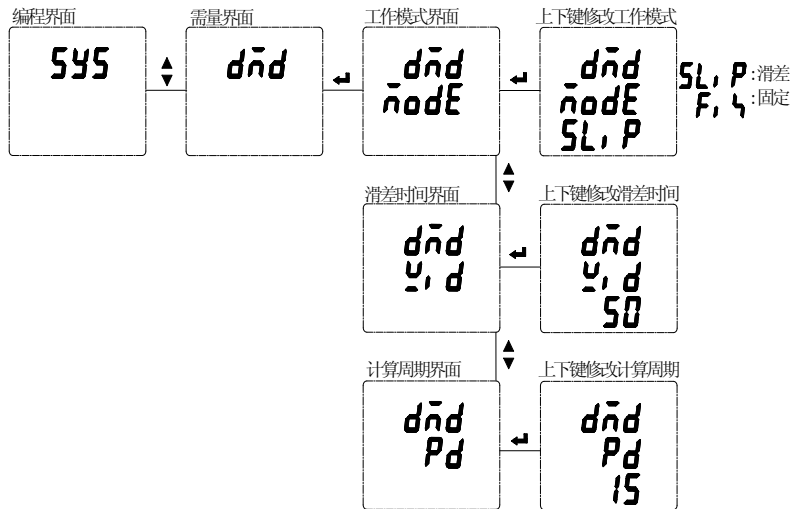 编程界面
SYS
需量界面
dmd
工作模式界面
dmd
modE
上下键修改工作模式
dmd
modE
SLiP
SLiP:滑差
Fix:固定
滑差时间界面
dmd
Wid
上下键修改滑差时间
dmd
Wid
50
计算周期界面
dmd
Pd
上下键修改计算周期
dmd
Pd
15